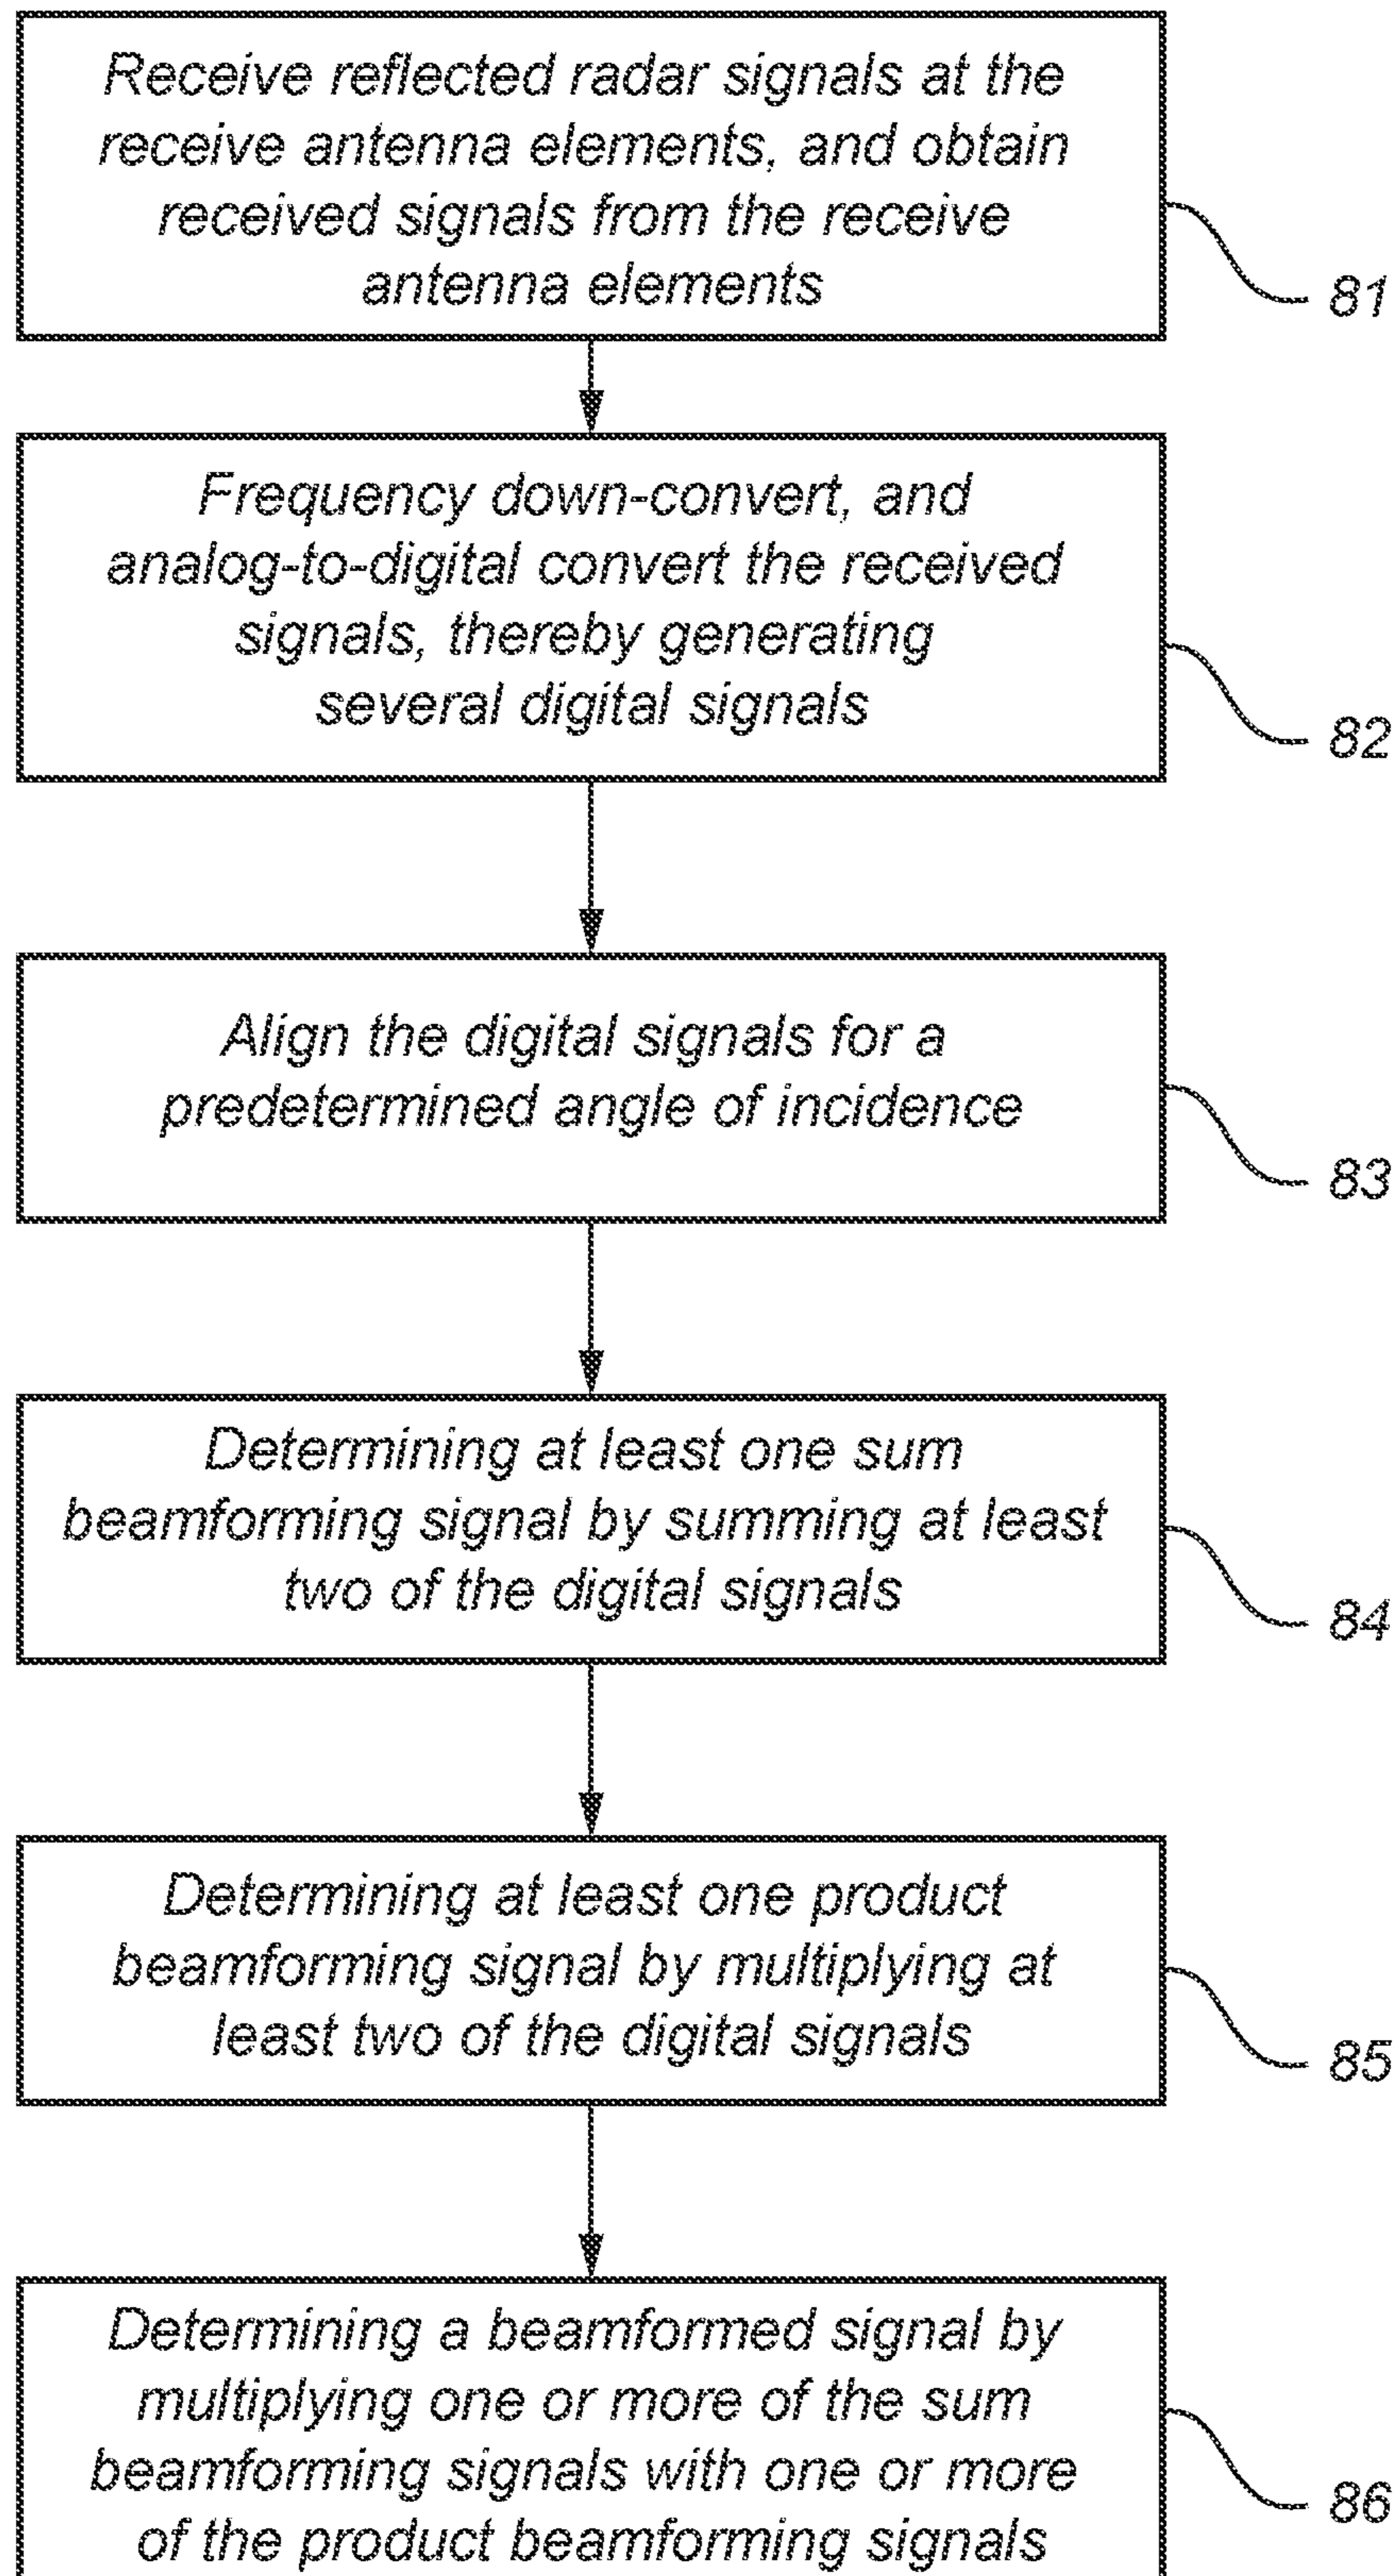 Receive reflected radar signals at the
receive antenna elements, and obtain
received signals from the receive
antenna elements
81
Frequency down-convert, and
analog-to-digital convert the received
signals, thereby generating
several digital signals
82
Align the digital signals for a
predetermined angle of incidence
83
Determining at least one sum
beamforming signal by summing at least
two of the digital signals
84
Determining at least one product
beamforming signal by multiplying at
least two of the digital signals
85
Determining a beamformed signal by
multiplying one or more of the sum
beamforming signals with one or more
of the product beamforming signals
86